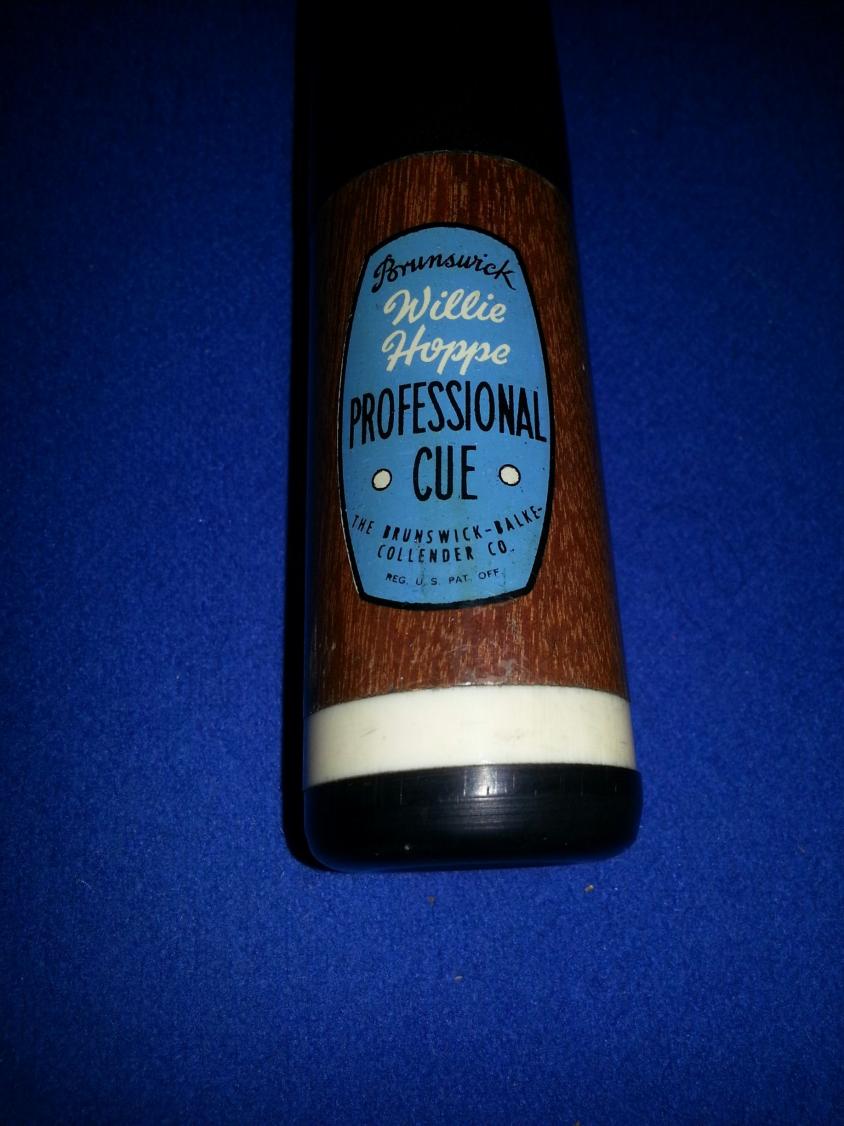 Brunswick
Willie
Hoppe
PROFESSIONAL
CUE
THE BRUNSWICK-BALKE-
COLLENDER CO.
REG. U.S. PAT. OFF.